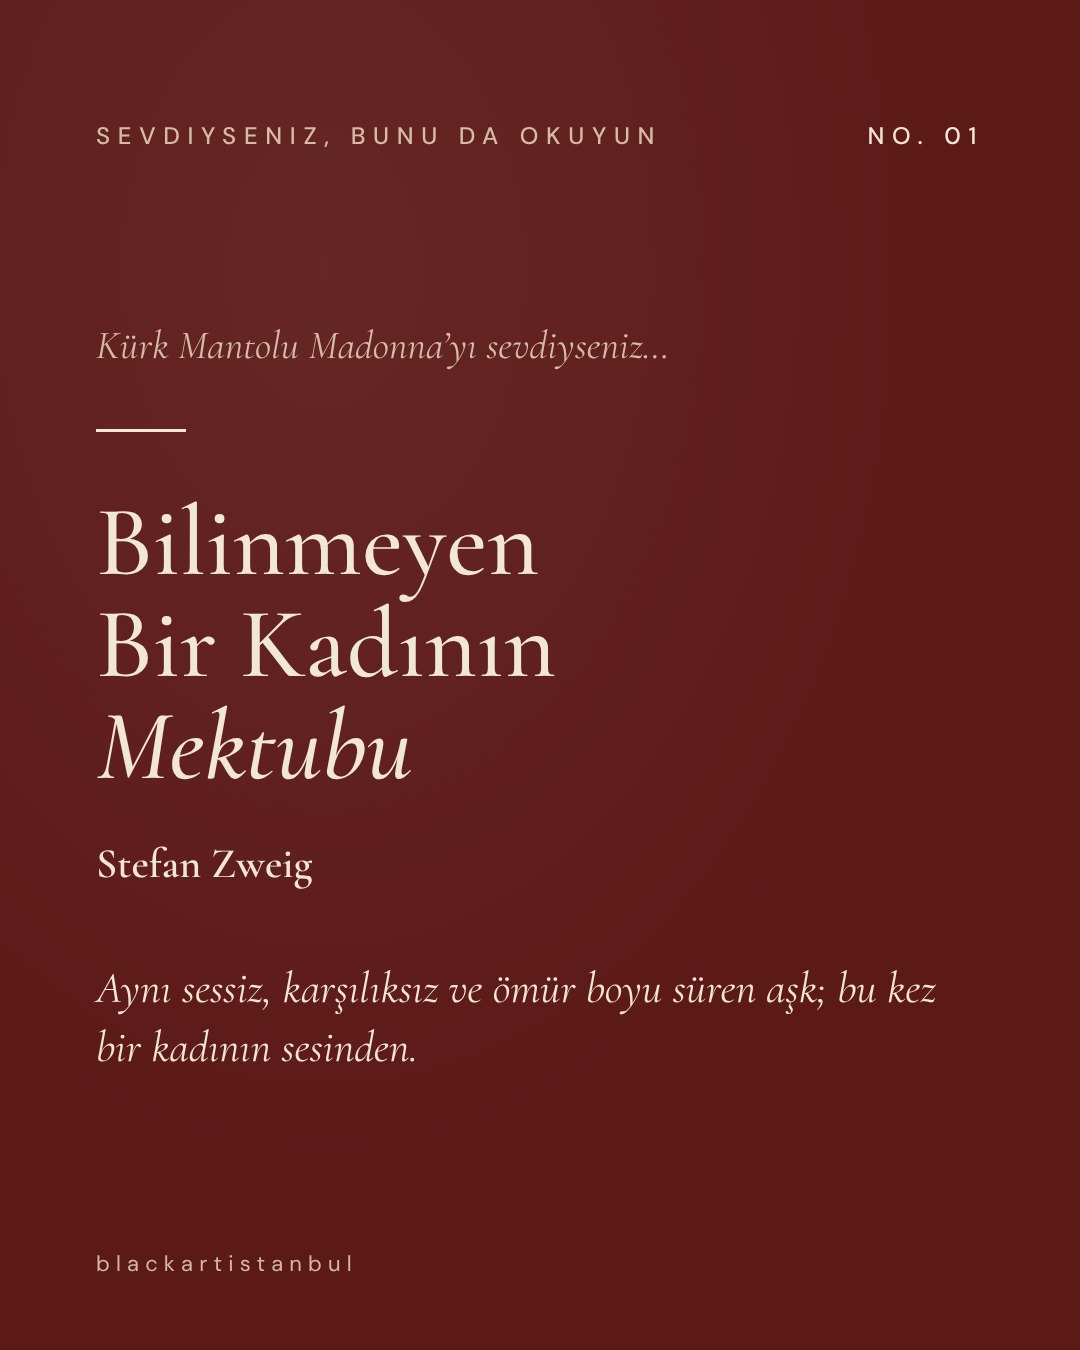 SEVDIYSENIZ, BUNU DA OKUYUN
NO. 01
Kürk Mantolu Madonna’yı sevdiyseniz...
Bilinmeyen
Bir Kadının
Mektubu
Stefan Zweig
Aynı sessiz, karşılıksız ve ömür boyu süren aşk; bu kez
bir kadının sesinden.
blackartistanbul